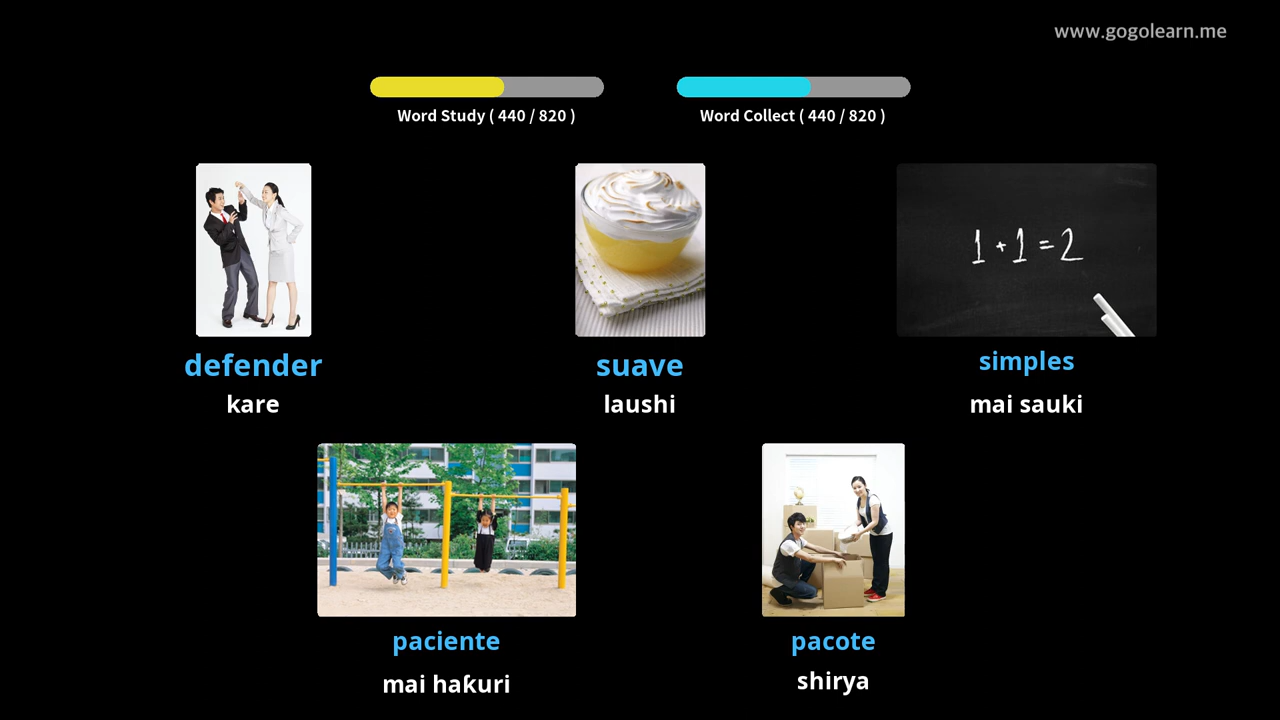 www.gogolearn.me
Word Study ( 440 / 820 )
Word Collect ( 440 / 820 )
1 + 1 = 2
defender
kare
suave
laushi
simples
mai sauki
paciente
mai haƙuri
pacote
shirya